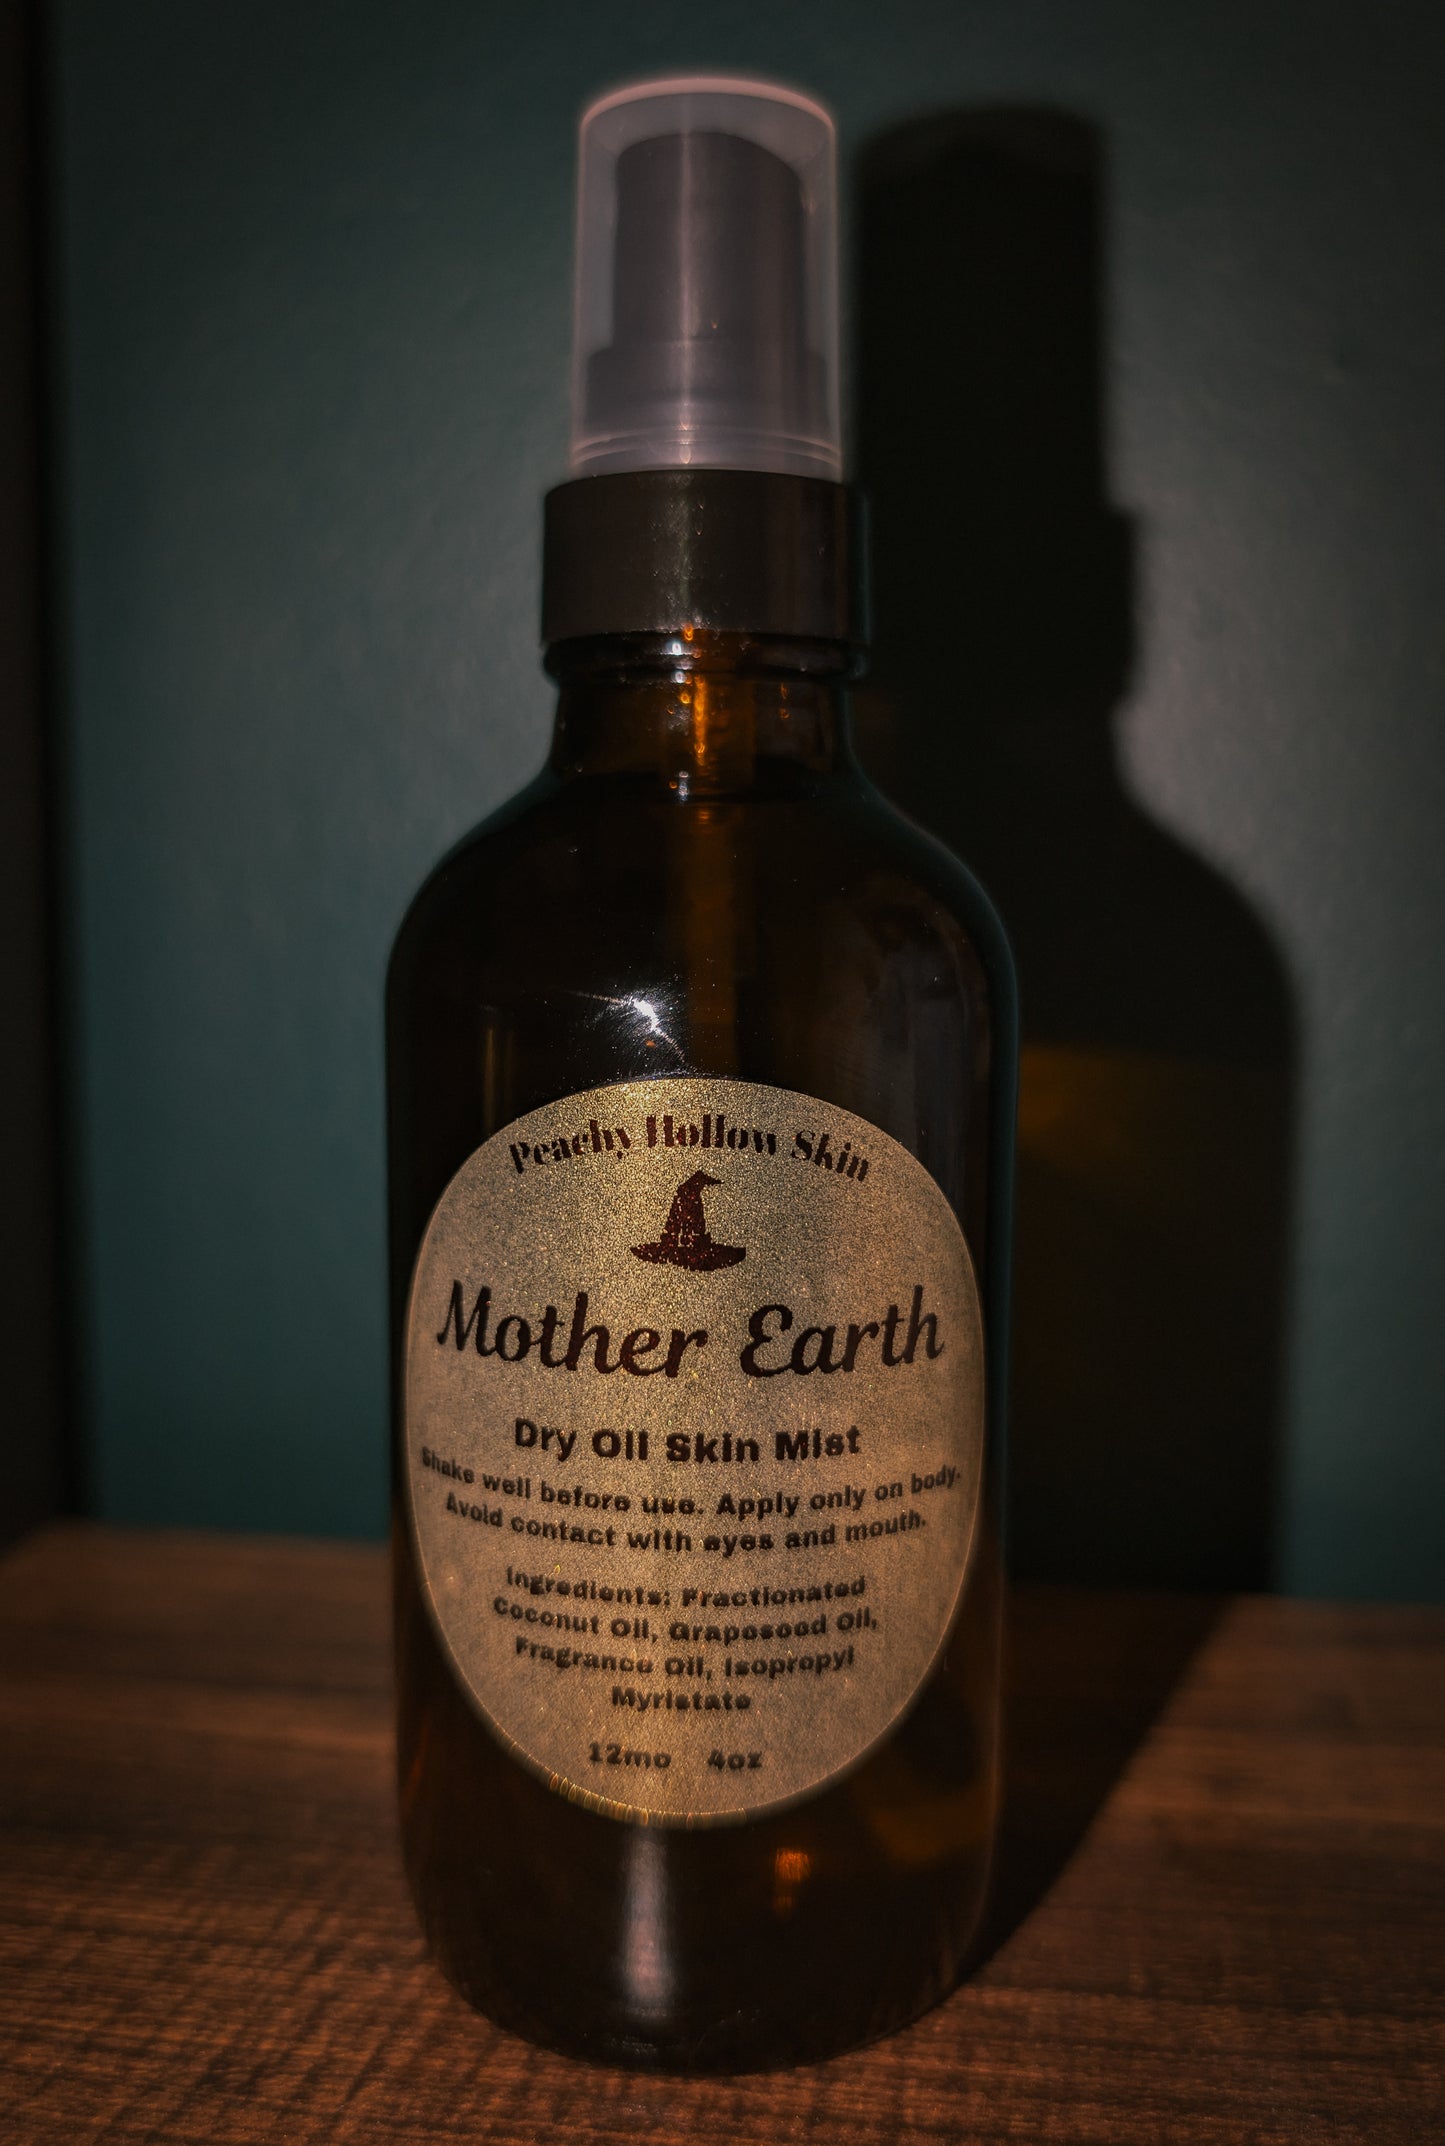 Peachy Hollow Skin
Mother Earth
Dry Oil Skin Mist
Shake well before use. Apply only on body.
Avoid contact with eyes and mouth.
Ingredients: Fractionated
Coconut Oil, Grapeseed Oil,
Fragrance Oil, Isopropyl
Myristate
12mo 4oz